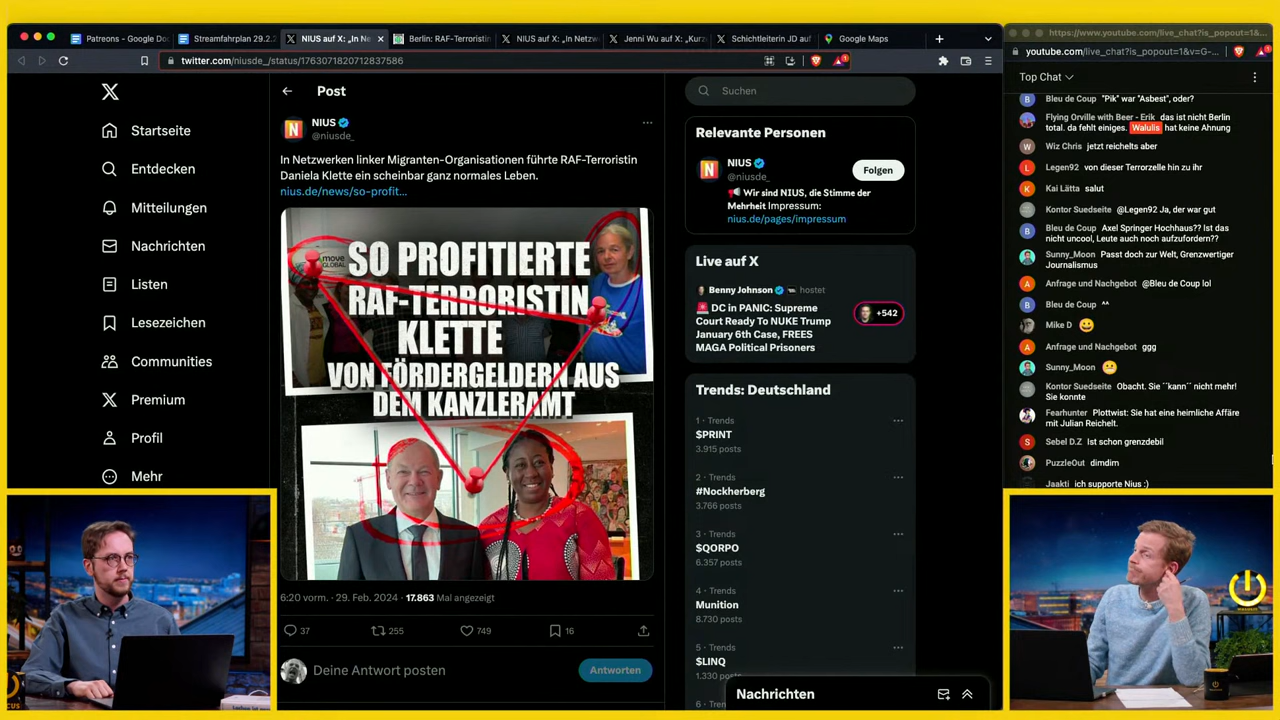 Patreons - Google Doc
Streamfahrplan 29.2.
NIUS auf X: „In Ne
Berlin: RAF-Terroristin
NIUS auf X: „In Netzw
Jenni Wu auf X: „Kurz
Schichtleiterin JD auf
Google Maps
twitter.com/niusde_/status/1763071820712837586
https://www.youtube.com/live_chat?is_popout=1&
youtube.com/live_chat?is_popout=1&v=G-...
Startseite
Entdecken
Mitteilungen
Nachrichten
Listen
Lesezeichen
Communities
Premium
Profil
Mehr
Post
NIUS
@niusde_
In Netzwerken linker Migranten-Organisationen führte RAF-Terroristin
Daniela Klette ein scheinbar ganz normales Leben.
nius.de/news/so-profit...
move
GLOBAL
SO PROFITIERTE
RAF-TERRORISTIN
KLETTE
VON FÖRDERGELDERN AUS
DEM KANZLERAMT
6:20 vorm. · 29. Feb. 2024 · 17.863 Mal angezeigt
37
255
749
16
Deine Antwort posten
Antworten
Suchen
Relevante Personen
NIUS
@niusde_
Folgen
Wir sind NIUS, die Stimme der
Mehrheit Impressum:
nius.de/pages/impressum
Live auf X
Benny Johnson hostet
DC in PANIC: Supreme
Court Ready To NUKE Trump
January 6th Case, FREES
MAGA Political Prisoners
+542
Trends: Deutschland
1 · Trends
$PRINT
3.915 posts
2 · Trends
#Nockherberg
3.766 posts
3 · Trends
$QORPO
6.357 posts
4 · Trends
Munition
8.730 posts
5 · Trends
$LINQ
1.330 posts
Nachrichten
Top Chat
Bleu de Coup "Pik" war "Asbest", oder?
Flying Orville with Beer - Erik das ist nicht Berlin
total. da fehlt einiges. Walulis hat keine Ahnung
Wiz Chris jetzt reichelts aber
Legen92 von dieser Terrorzelle hin zu ihr
Kai Lätta salut
Kontor Suedseite @Legen92 Ja, der war gut
Bleu de Coup Axel Springer Hochhaus?? Ist das
nicht uncool, Leute auch noch aufzufordern??
Sunny_Moon Passt doch zur Welt, Grenzwertiger
Journalismus
Anfrage und Nachgebot @Bleu de Coup lol
Bleu de Coup ^^
Mike D 😀
Anfrage und Nachgebot ggg
Sunny_Moon 😬
Kontor Suedseite Obacht. Sie ``kann`` nicht mehr!
Sie konnte
Fearhunter Plottwist: Sie hat eine heimliche Affäre
mit Julian Reichelt.
Sebel D.Z Ist schon grenzdebil
PuzzleOut dimdim
Jaakti ich supporte Nius :)